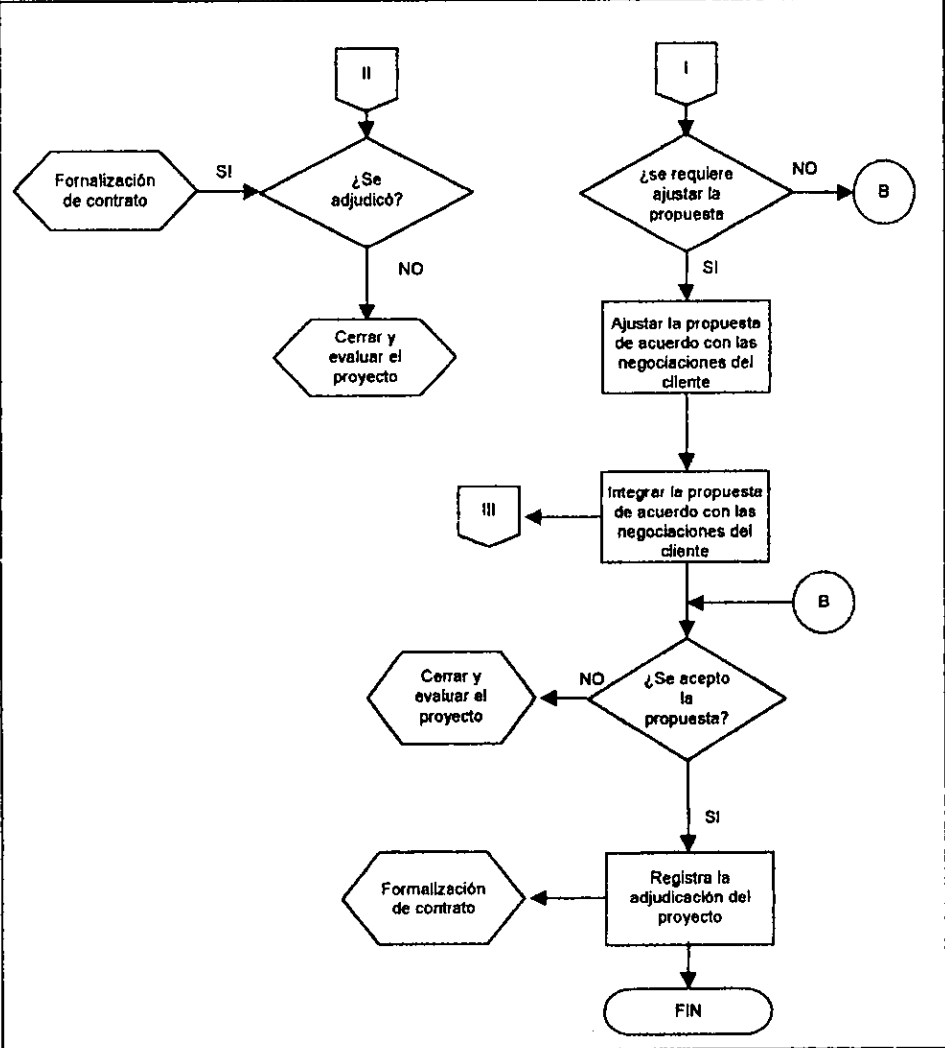 II
Fornalización
de contrato
SI
¿Se
adjudicó?
NO
Cerrar y
evaluar el
proyecto
I
¿se requiere
ajustar la
propuesta
NO
B
SI
Ajustar la propuesta
de acuerdo con las
negociaciones del
cliente
Integrar la propuesta
de acuerdo con las
negociaciones del
cliente
III
B
¿Se acepto
la
propuesta?
NO
Cerrar y
evaluar el
proyecto
SI
Registra la
adjudicación del
proyecto
Formalización
de contrato
FIN